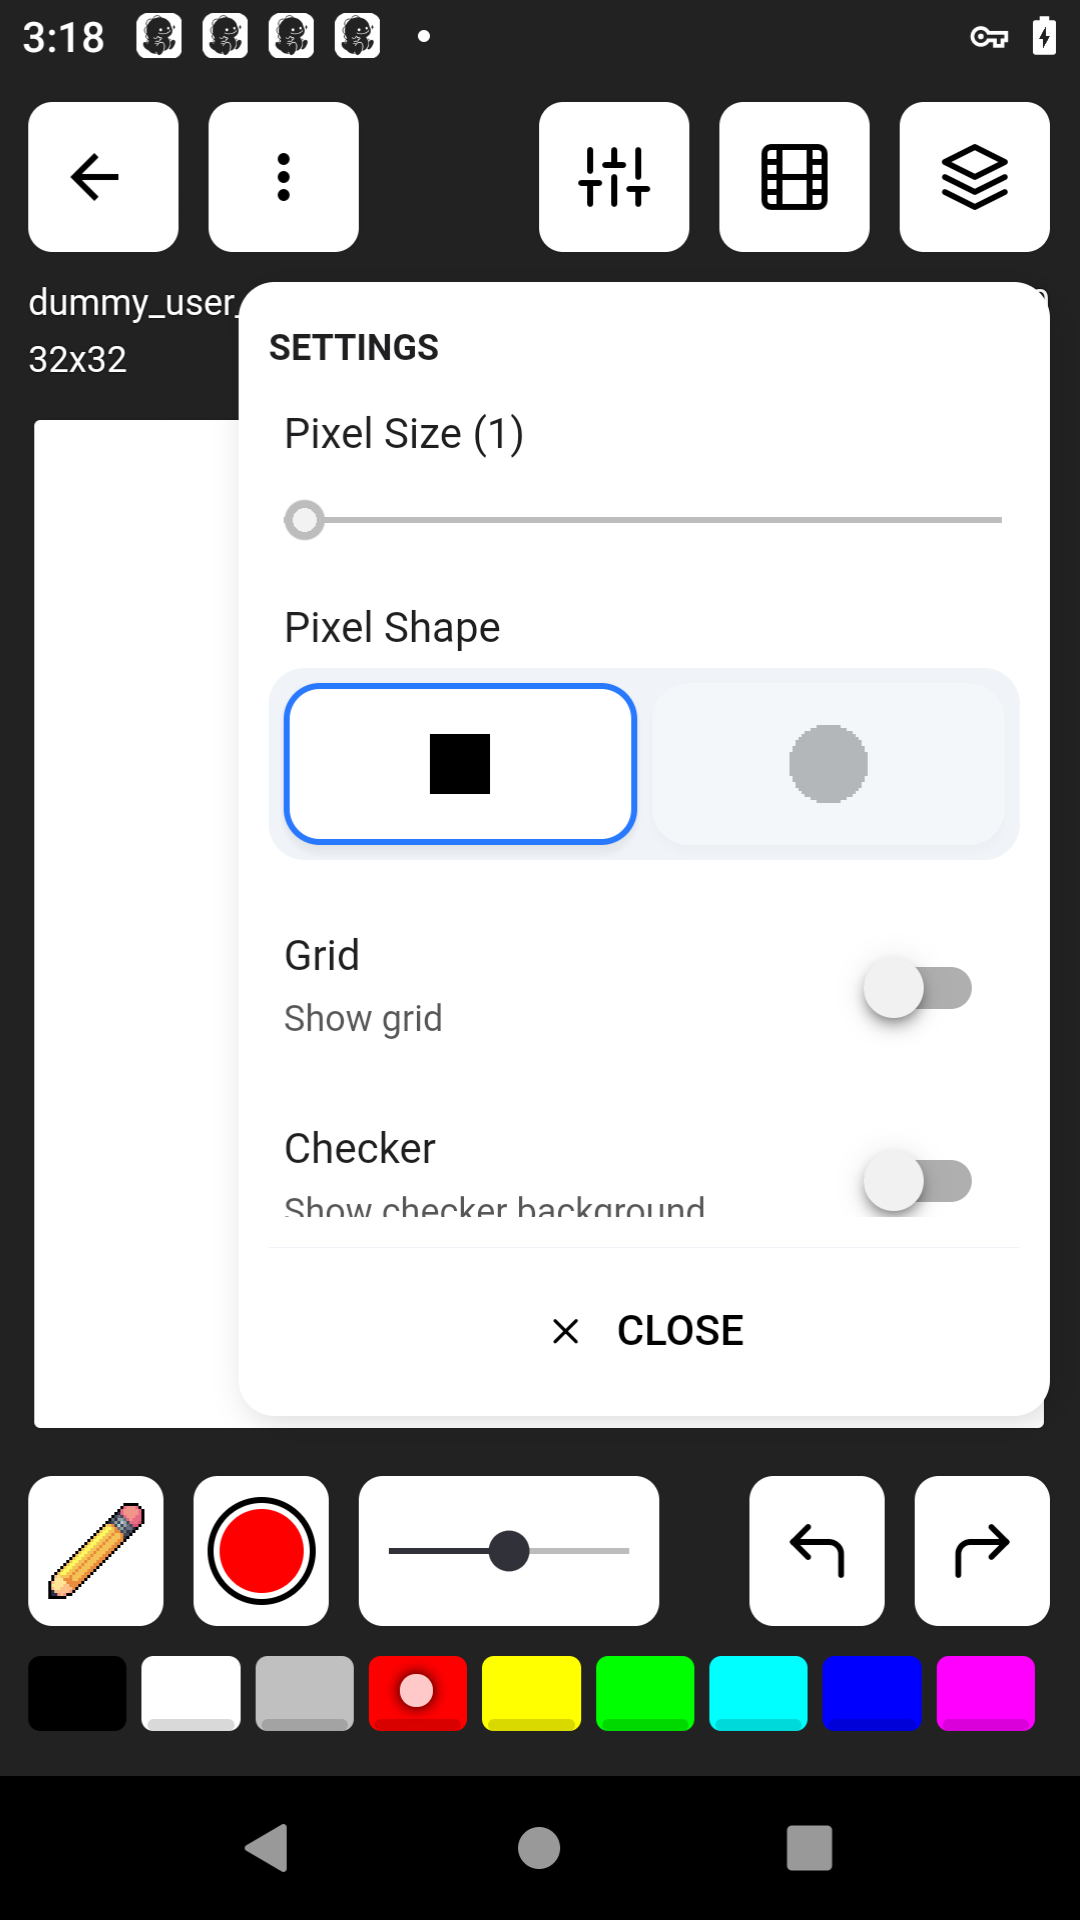 3:18
dummy_user_
32x32
SETTINGS
Pixel Size (1)
Pixel Shape
Grid
Show grid
Checker
Show checker background
CLOSE